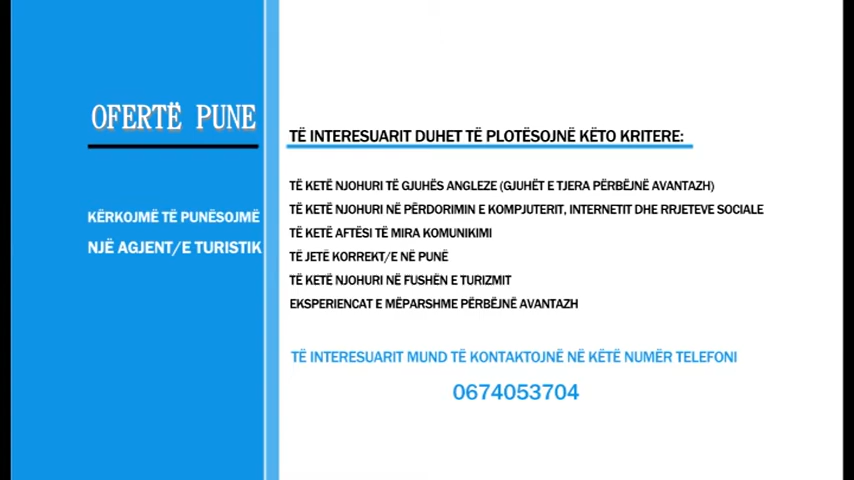 OFERTË PUNE
KËRKOJMË TË PUNËSOJMË
NJË AGJENT/E TURISTIK
TË INTERESUARIT DUHET TË PLOTËSOJNË KËTO KRITERE:
TË KETË NJOHURI TË GJUHËS ANGLEZE (GJUHËT E TJERA PËRBËJNË AVANTAZH)
TË KETË NJOHURI NË PËRDORIMIN E KOMPJUTERIT, INTERNETIT DHE RRJETEVE SOCIALE
TË KETË AFTËSI TË MIRA KOMUNIKIMI
TË JETË KORREKT/E NË PUNË
TË KETË NJOHURI NË FUSHËN E TURIZMIT
EKSPERIENCAT E MËPARSHME PËRBËJNË AVANTAZH
TË INTERESUARIT MUND TË KONTAKTOJNË NË KËTË NUMËR TELEFONI
0674053704